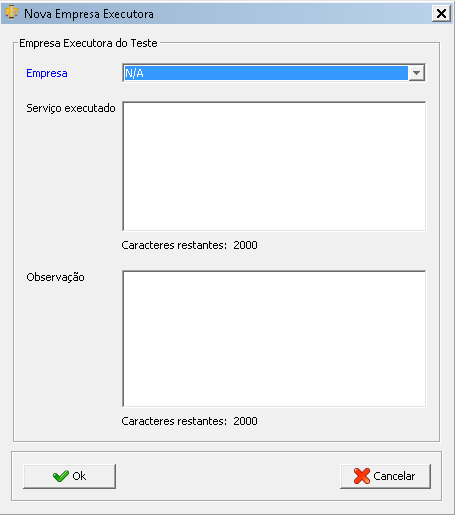 Nova Empresa Executora
Empresa Executora do Teste
Empresa
N/A
Serviço executado
Caracteres restantes: 2000
Observação
Caracteres restantes: 2000
Ok
Cancelar